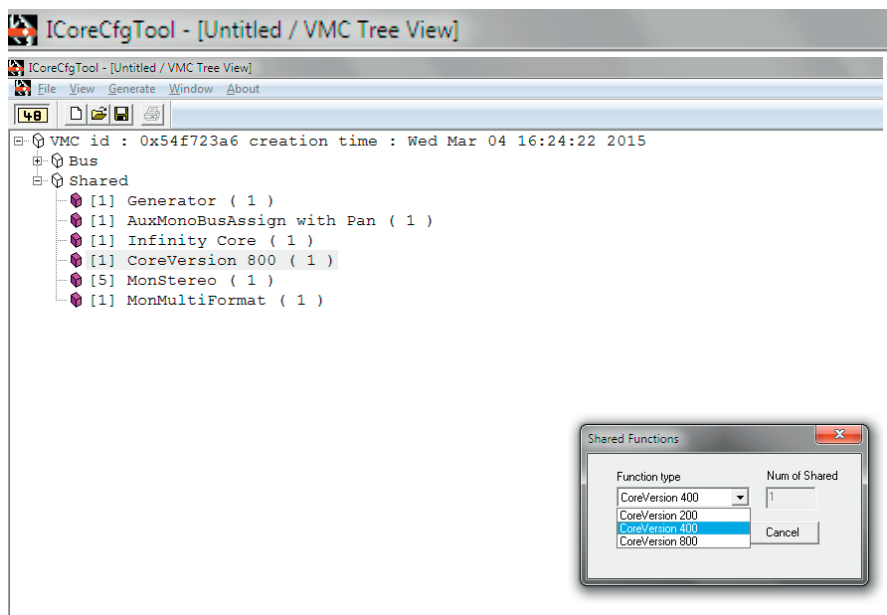 ICoreCfgTool - [Untitled / VMC Tree View]
ICoreCfgTool - [Untitled / VMC Tree View]
File View Generate Window About
48
VMC id : 0x54f723a6 creation time : Wed Mar 04 16:24:22 2015
Bus
Shared
[1] Generator ( 1 )
[1] AuxMonoBusAssign with Pan ( 1 )
[1] Infinity Core ( 1 )
[1] CoreVersion 800 ( 1 )
[5] MonStereo ( 1 )
[1] MonMultiFormat ( 1 )
Shared Functions
Function type Num of Shared
CoreVersion 400 1
CoreVersion 200
CoreVersion 400 Cancel
CoreVersion 800